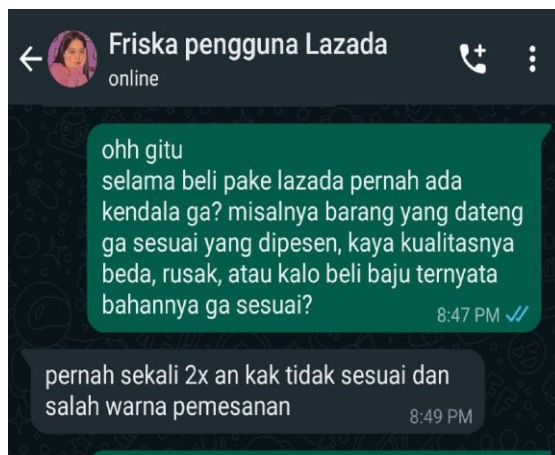 Friska pengguna Lazada
online
ohh gitu
selama beli pake lazada pernah ada
kendala ga? misalnya barang yang dateng
ga sesuai yang dipesen, kaya kualitasnya
beda, rusak, atau kalo beli baju ternyata
bahannya ga sesuai?
8:47 PM
pernah sekali 2x an kak tidak sesuai dan
salah warna pemesanan
8:49 PM